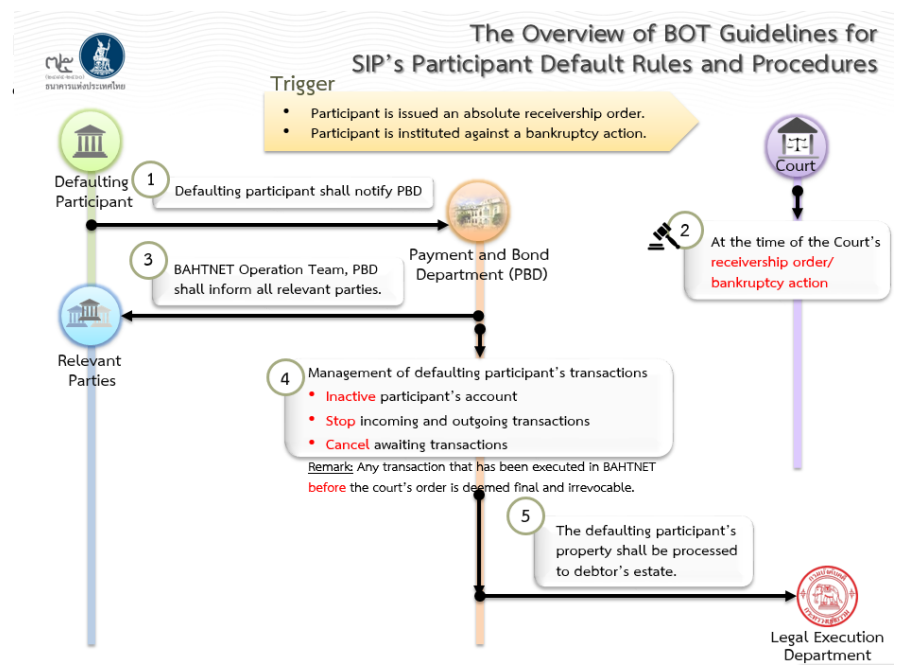 The Overview of BOT Guidelines for
SIP's Participant Default Rules and Procedures
ธนาคารแห่งประเทศไทย
Trigger
• Participant is issued an absolute receivership order.
• Participant is instituted against a bankruptcy action.
Defaulting
Participant
1
Defaulting participant shall notify PBD
Court
2
At the time of the Court's
receivership order/
bankruptcy action
Payment and Bond
Department (PBD)
3
BAHTNET Operation Team, PBD
shall inform all relevant parties.
Relevant
Parties
4
Management of defaulting participant's transactions
• Inactive participant's account
• Stop incoming and outgoing transactions
• Cancel awaiting transactions
Remark: Any transaction that has been executed in BAHTNET
before the court's order is deemed final and irrevocable.
5
The defaulting participant's
property shall be processed
to debtor's estate.
Legal Execution
Department